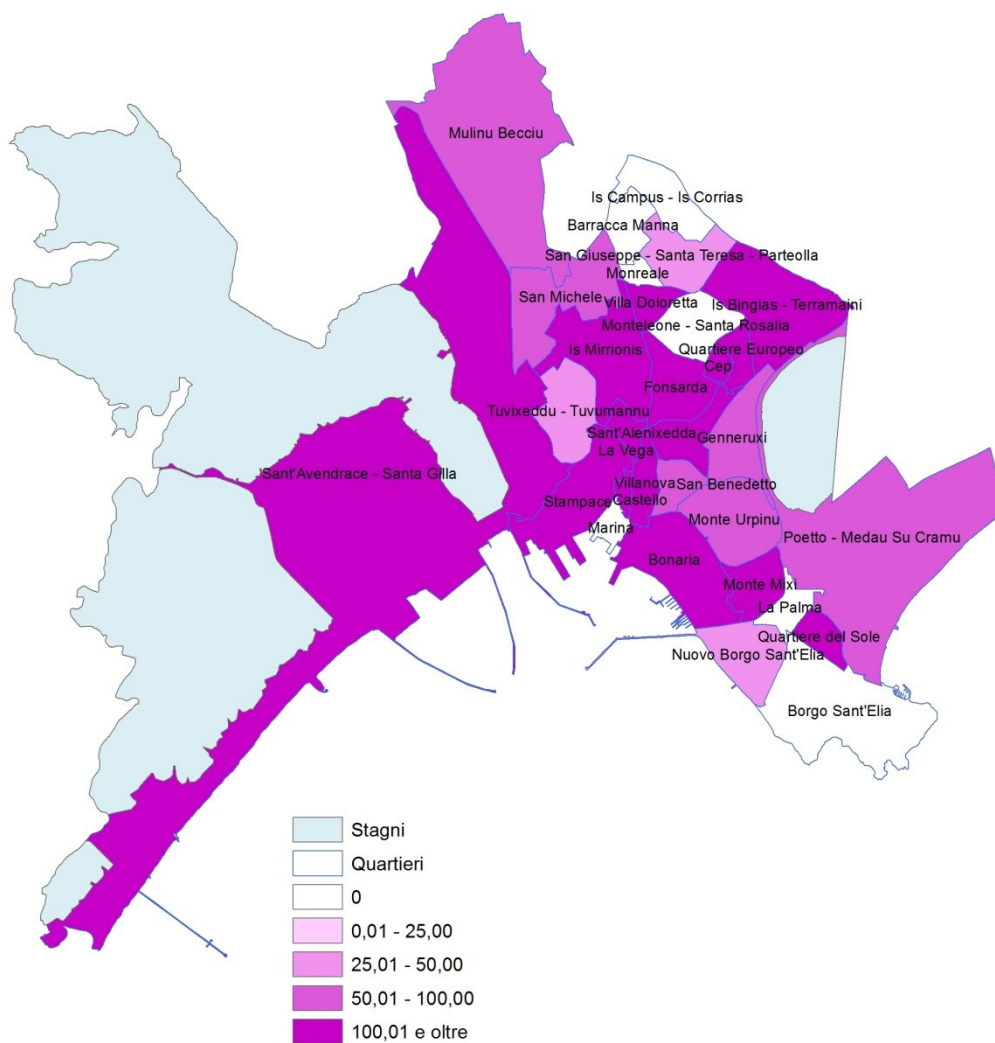 Mulinu Becciu
Is Campus - Is Corrias
Barracca Manna
San Giuseppe - Santa Teresa - Parteolla
Monreale
San Michele
Villa Doloretta
Is Bingias - Terramaini
Monteleone - Santa Rosalia
Is Mirrionis
Quartiere Europeo
Cep
Fonsarda
Tuvixeddu - Tuvumannu
Sant'Alenixedda
Genneruxi
La Vega
Sant'Avendrace - Santa Gilla
Villanova
San Benedetto
Stampace
Castello
Marina
Monte Urpinu
Poetto - Medau Su Cramu
Bonaria
Monte Mixi
La Palma
Quartiere del Sole
Nuovo Borgo Sant'Elia
Borgo Sant'Elia
Stagni
Quartieri
0
0,01 - 25,00
25,01 - 50,00
50,01 - 100,00
100,01 e oltre